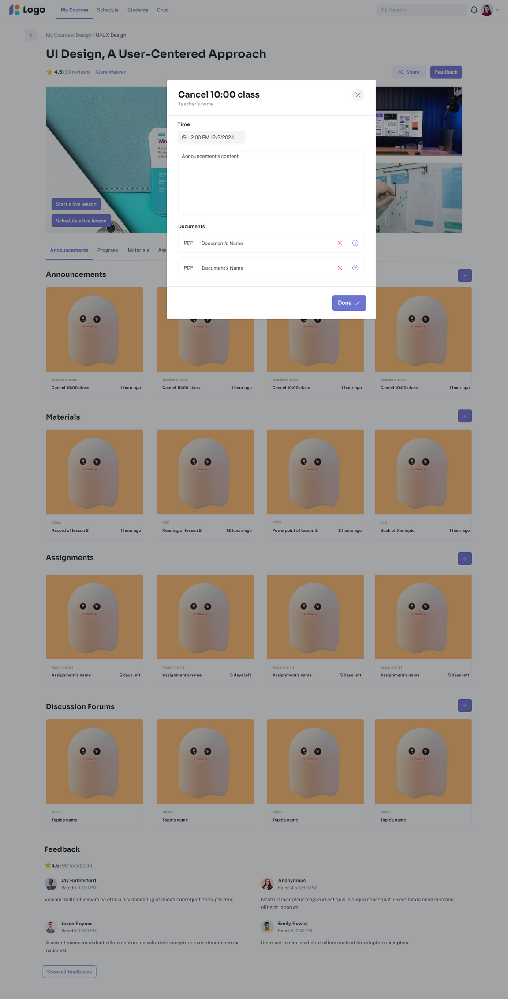 Logo
My Courses
Schedule
Students
Chat
Search...
My Courses/ Design / UI/UX Design
UI Design, A User-Centered Approach
4.5 (99 reviews) | Klara Weaver
Share
Feedback
Cancel 10:00 class
Teacher's name
Time
12:00 PM 12/2/2024
Announcement's content
Documents
PDF Document's Name
PDF Document's Name
Done
Start a live lesson
Schedule a live lesson
Announcements
Progress
Materials
Ass
Announcements
Teacher's name
Cancel 10:00 class 1 hour ago
Teacher's name
Cancel 10:00 class 1 hour ago
Teacher's name
Cancel 10:00 class 1 hour ago
Teacher's name
Cancel 10:00 class 1 hour ago
Materials
Video
Record of lesson 2 1 hour ago
PDF
Reading of lesson 2 12 hours ago
PPTX
Powerpoint of lesson 2 2 hours ago
Link
Book of the topic 1 hour ago
Assignments
Assignment 1
Assignment's name 5 days left
Assignment 1
Assignment's name 5 days left
Assignment 1
Assignment's name 5 days left
Assignment 1
Assignment's name 5 days left
Discussion Forums
Topic 1
Topic's name
Topic 1
Topic's name
Topic 1
Topic's name
Topic 1
Topic's name
Feedback
4.5 (99 feedback)
Jay Rutherford
Rated 5 12:00 PM
Veniam mollit et veniam ea officia nisi minim fugiat minim consequat dolor pariatur
Anonymous
Rated 4.5 12:00 PM
Nostrud excepteur magna id est quis in aliqua consequat. Exercitation enim eiusmod
elit sint laborum
Jevon Raynor
Rated 5 12:00 PM
Deserunt minim incididunt cillum nostrud do voluptate excepteur excepteur minim ex
minim est
Emily Rowey
Rated 5 12:00 PM
Deserunt minim incididunt cillum nostrud do voluptate excepteur
Show all feedbacks